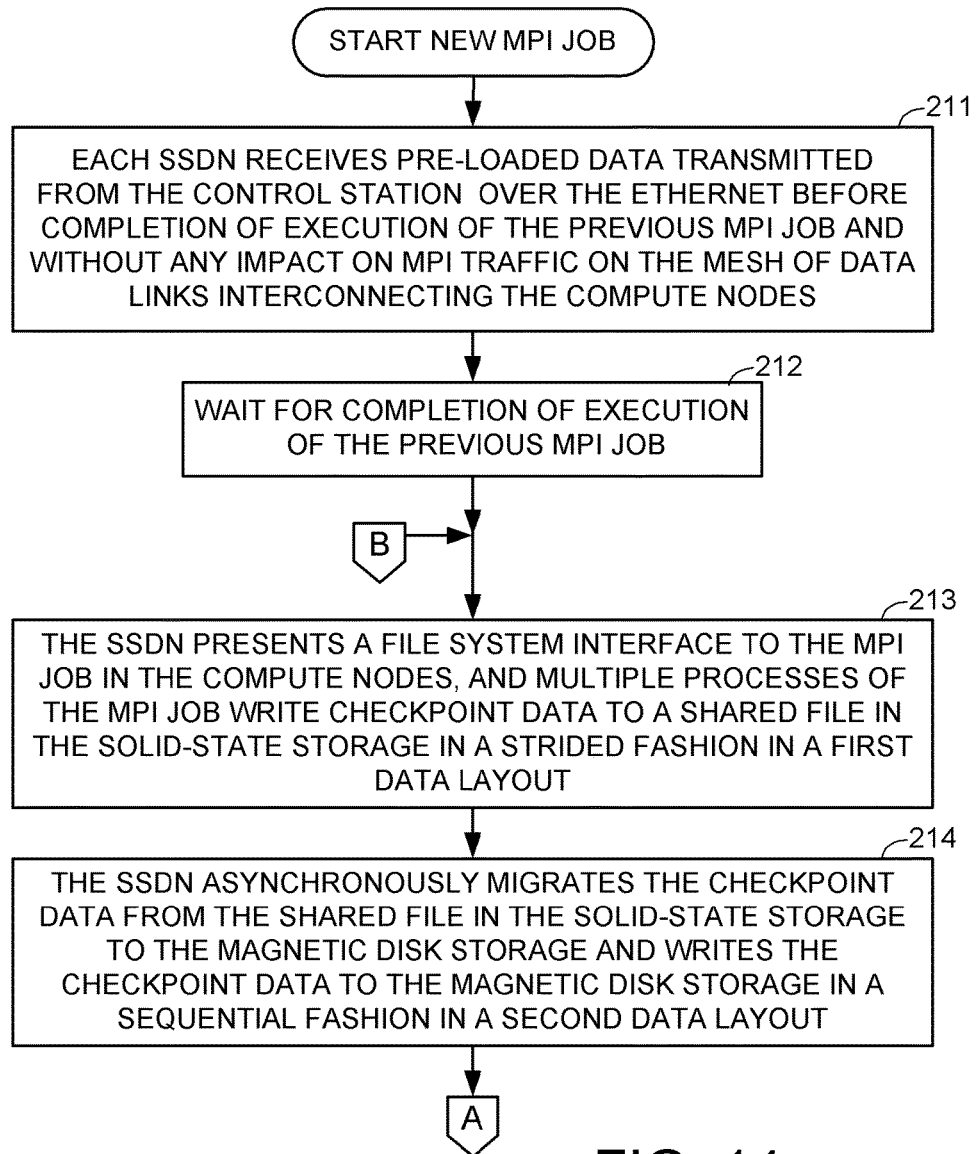 START NEW MPI JOB
211
EACH SSDN RECEIVES PRE-LOADED DATA TRANSMITTED
FROM THE CONTROL STATION OVER THE ETHERNET BEFORE
COMPLETION OF EXECUTION OF THE PREVIOUS MPI JOB AND
WITHOUT ANY IMPACT ON MPI TRAFFIC ON THE MESH OF DATA
LINKS INTERCONNECTING THE COMPUTE NODES
212
WAIT FOR COMPLETION OF EXECUTION
OF THE PREVIOUS MPI JOB
B
213
THE SSDN PRESENTS A FILE SYSTEM INTERFACE TO THE MPI
JOB IN THE COMPUTE NODES, AND MULTIPLE PROCESSES OF
THE MPI JOB WRITE CHECKPOINT DATA TO A SHARED FILE IN
THE SOLID-STATE STORAGE IN A STRIDED FASHION IN A FIRST
DATA LAYOUT
214
THE SSDN ASYNCHRONOUSLY MIGRATES THE CHECKPOINT
DATA FROM THE SHARED FILE IN THE SOLID-STATE STORAGE
TO THE MAGNETIC DISK STORAGE AND WRITES THE
CHECKPOINT DATA TO THE MAGNETIC DISK STORAGE IN A
SEQUENTIAL FASHION IN A SECOND DATA LAYOUT
A